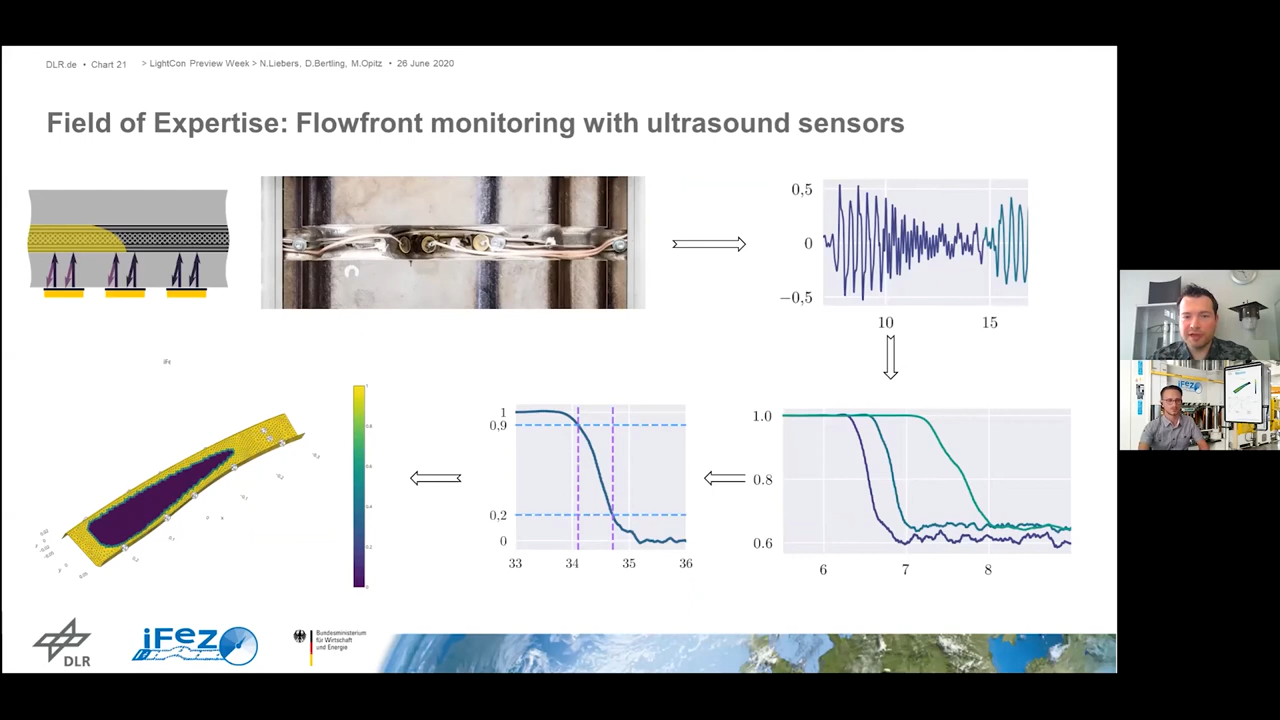 DLR.de • Chart 21 > LightCon Preview Week > N.Liebers, D.Bertling, M.Opitz • 26 June 2020
Field of Expertise: Flowfront monitoring with ultrasound sensors
0,5
0
−0,5
10 15
1
0,9
0,2
0
33 34 35 36
1.0
0.8
0.6
6 7 8
DLR
iFez
Bundesministerium
für Wirtschaft
und Energie
iFEZ